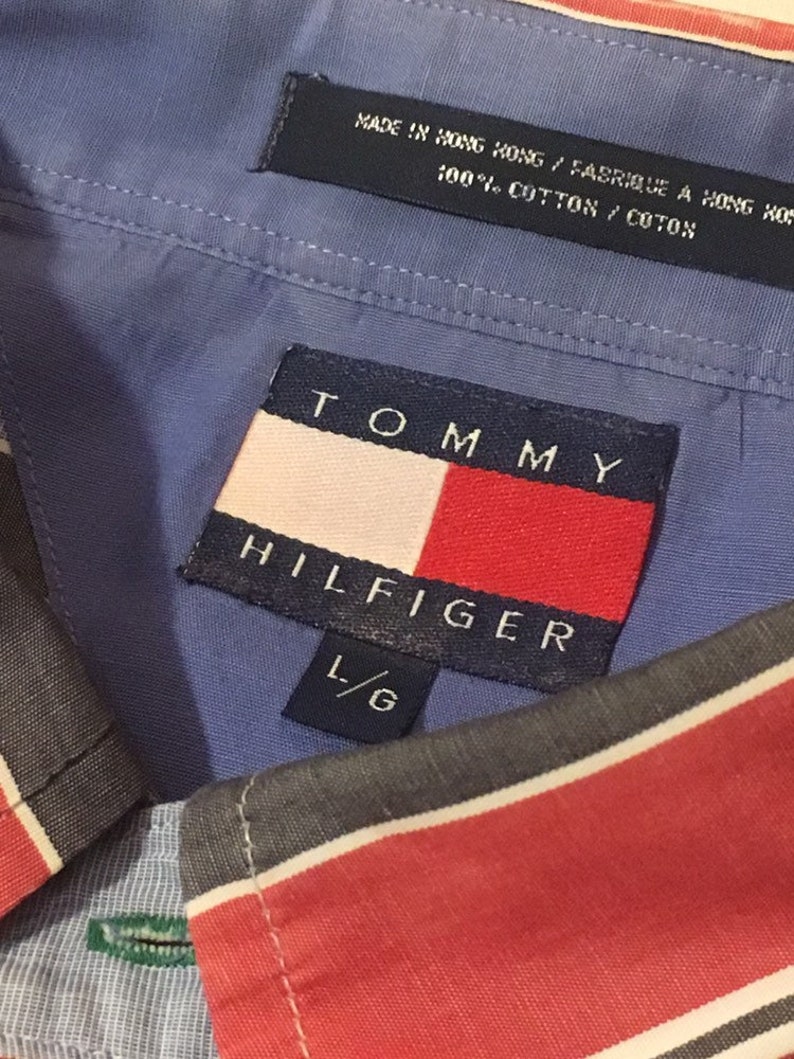 MADE IN HONG KONG / FABRIQUE A HONG
100% COTTON / COTON
TOMMY
HILFIGER
L/G